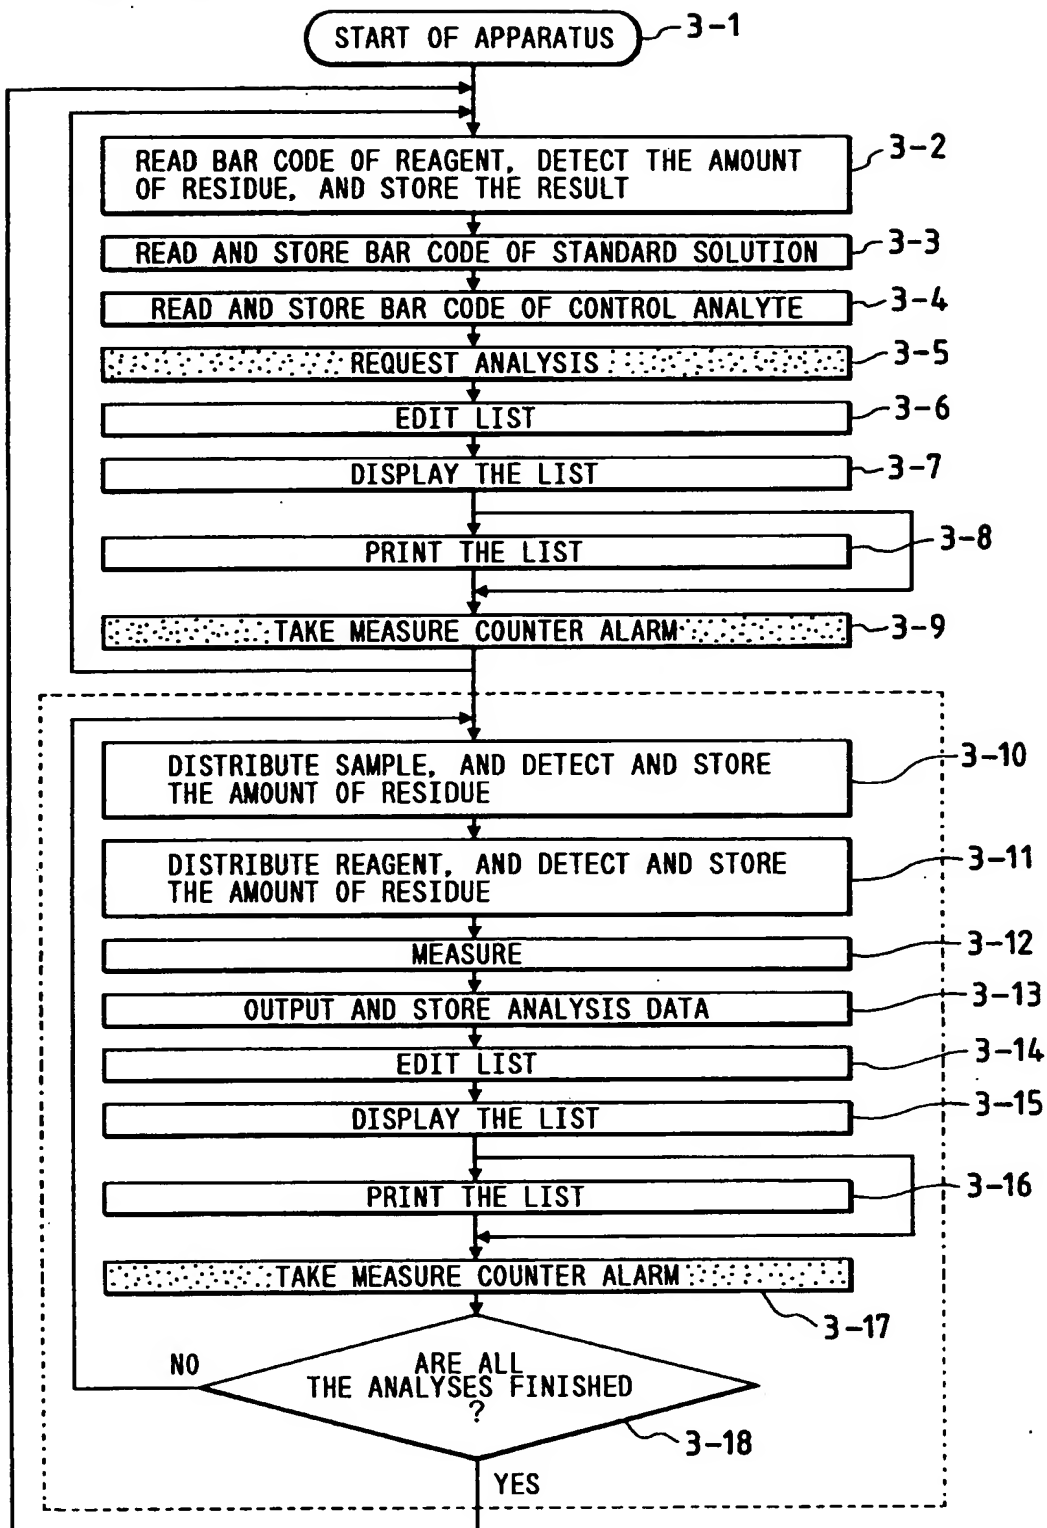 START OF APPARATUS
3-1
READ BAR CODE OF REAGENT, DETECT THE AMOUNT
OF RESIDUE, AND STORE THE RESULT
3-2
READ AND STORE BAR CODE OF STANDARD SOLUTION
3-3
READ AND STORE BAR CODE OF CONTROL ANALYTE
3-4
REQUEST ANALYSIS
3-5
EDIT LIST
3-6
DISPLAY THE LIST
3-7
PRINT THE LIST
3-8
TAKE MEASURE COUNTER ALARM
3-9
DISTRIBUTE SAMPLE, AND DETECT AND STORE
THE AMOUNT OF RESIDUE
3-10
DISTRIBUTE REAGENT, AND DETECT AND STORE
THE AMOUNT OF RESIDUE
3-11
MEASURE
3-12
OUTPUT AND STORE ANALYSIS DATA
3-13
EDIT LIST
3-14
DISPLAY THE LIST
3-15
PRINT THE LIST
3-16
TAKE MEASURE COUNTER ALARM
3-17
NO
ARE ALL
THE ANALYSES FINISHED
?
3-18
YES